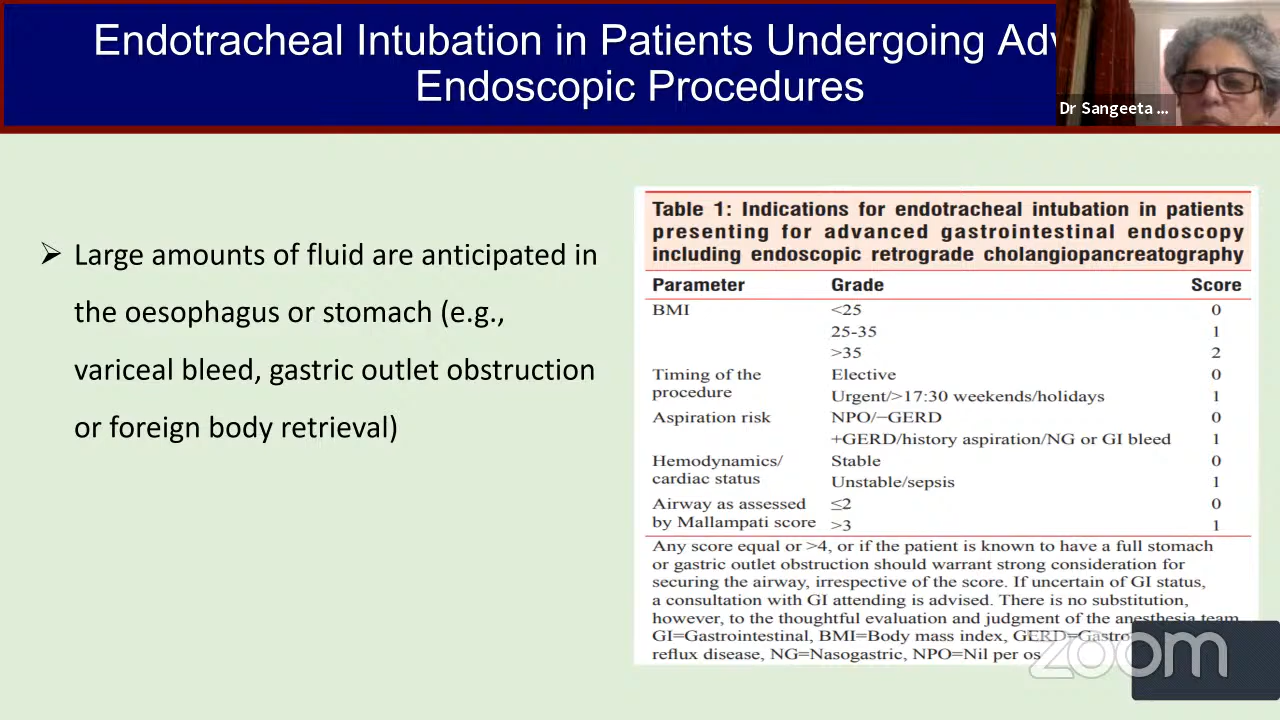 Endotracheal Intubation in Patients Undergoing
Endoscopic Procedures
Dr Sangeeta ...
➢ Large amounts of fluid are anticipated in
the oesophagus or stomach (e.g.,
variceal bleed, gastric outlet obstruction
or foreign body retrieval)
Table 1: Indications for endotracheal intubation in patients
presenting for advanced gastrointestinal endoscopy
including endoscopic retrograde cholangiopancreatography
Parameter Grade Score
BMI <25 0
25-35 1
>35 2
Timing of the procedure Elective 0
Urgent/>17:30 weekends/holidays 1
Aspiration risk NPO/−GERD 0
+GERD/history aspiration/NG or GI bleed 1
Hemodynamics/ cardiac status Stable 0
Unstable/sepsis 1
Airway as assessed by Mallampati score ≤2 0
>3 1
Any score equal or >4, or if the patient is known to have a full stomach
or gastric outlet obstruction should warrant strong consideration for
securing the airway, irrespective of the score. If uncertain of GI status,
a consultation with GI attending is advised. There is no substitution,
however, to the thoughtful evaluation and judgment of the anesthesia team.
GI=Gastrointestinal, BMI=Body mass index, GERD=Gastro
reflux disease, NG=Nasogastric, NPO=Nil per os
zoom